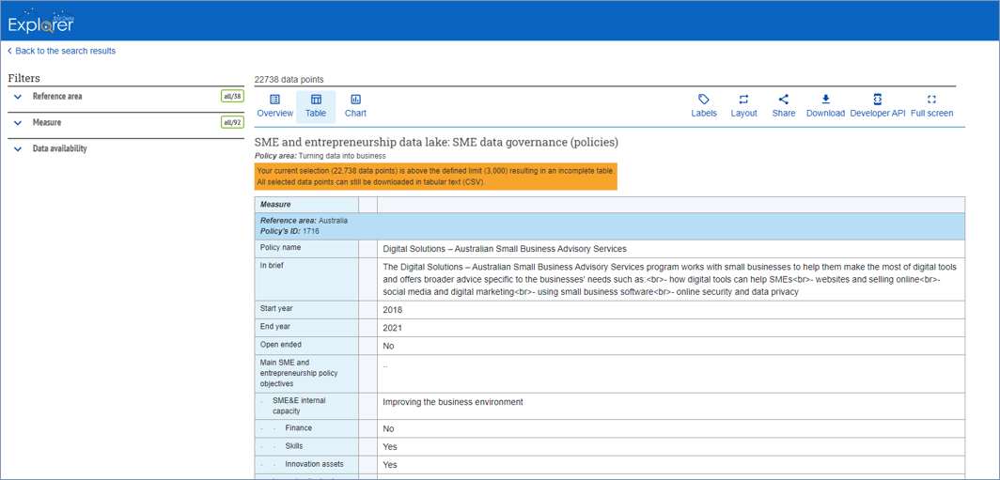 Explorer
Back to the search results
Filters
Reference area all/38
Measure all/92
Data availability
22738 data points
Overview Table Chart Labels Layout Share Download Developer API Full screen
SME and entrepreneurship data lake: SME data governance (policies)
Policy area: Turning data into business
Your current selection (22,738 data points) is above the defined limit (3,000) resulting in an incomplete table.
All selected data points can still be downloaded in tabular text (CSV).
Measure
Reference area: Australia
Policy's ID: 1716
Policy name Digital Solutions – Australian Small Business Advisory Services
In brief The Digital Solutions – Australian Small Business Advisory Services program works with small businesses to help them make the most of digital tools
and offers broader advice specific to the businesses' needs such as:<br>- how digital tools can help SMEs<br>- websites and selling online<br>-
social media and digital marketing<br>- using small business software<br>- online security and data privacy
Start year 2018
End year 2021
Open ended No
Main SME and ..
entrepreneurship policy
objectives
· SME&E internal Improving the business environment
capacity
· · Finance No
· · Skills Yes
· · Innovation assets Yes